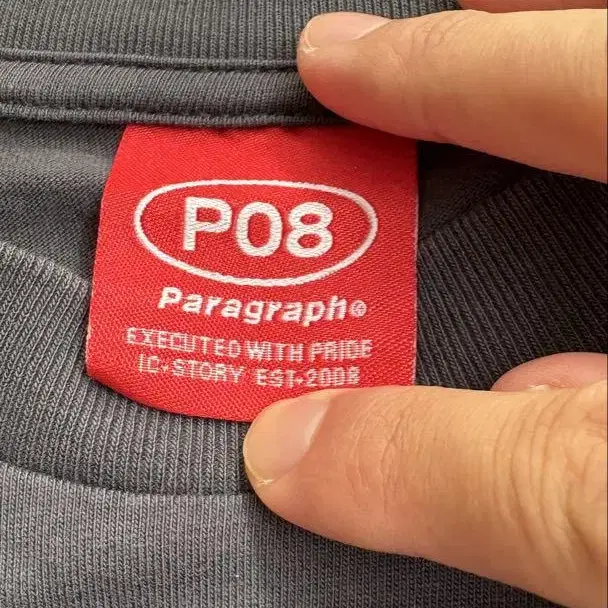 P08
Paragraph®
EXECUTED WITH PRIDE
IC•STORY EST•2008